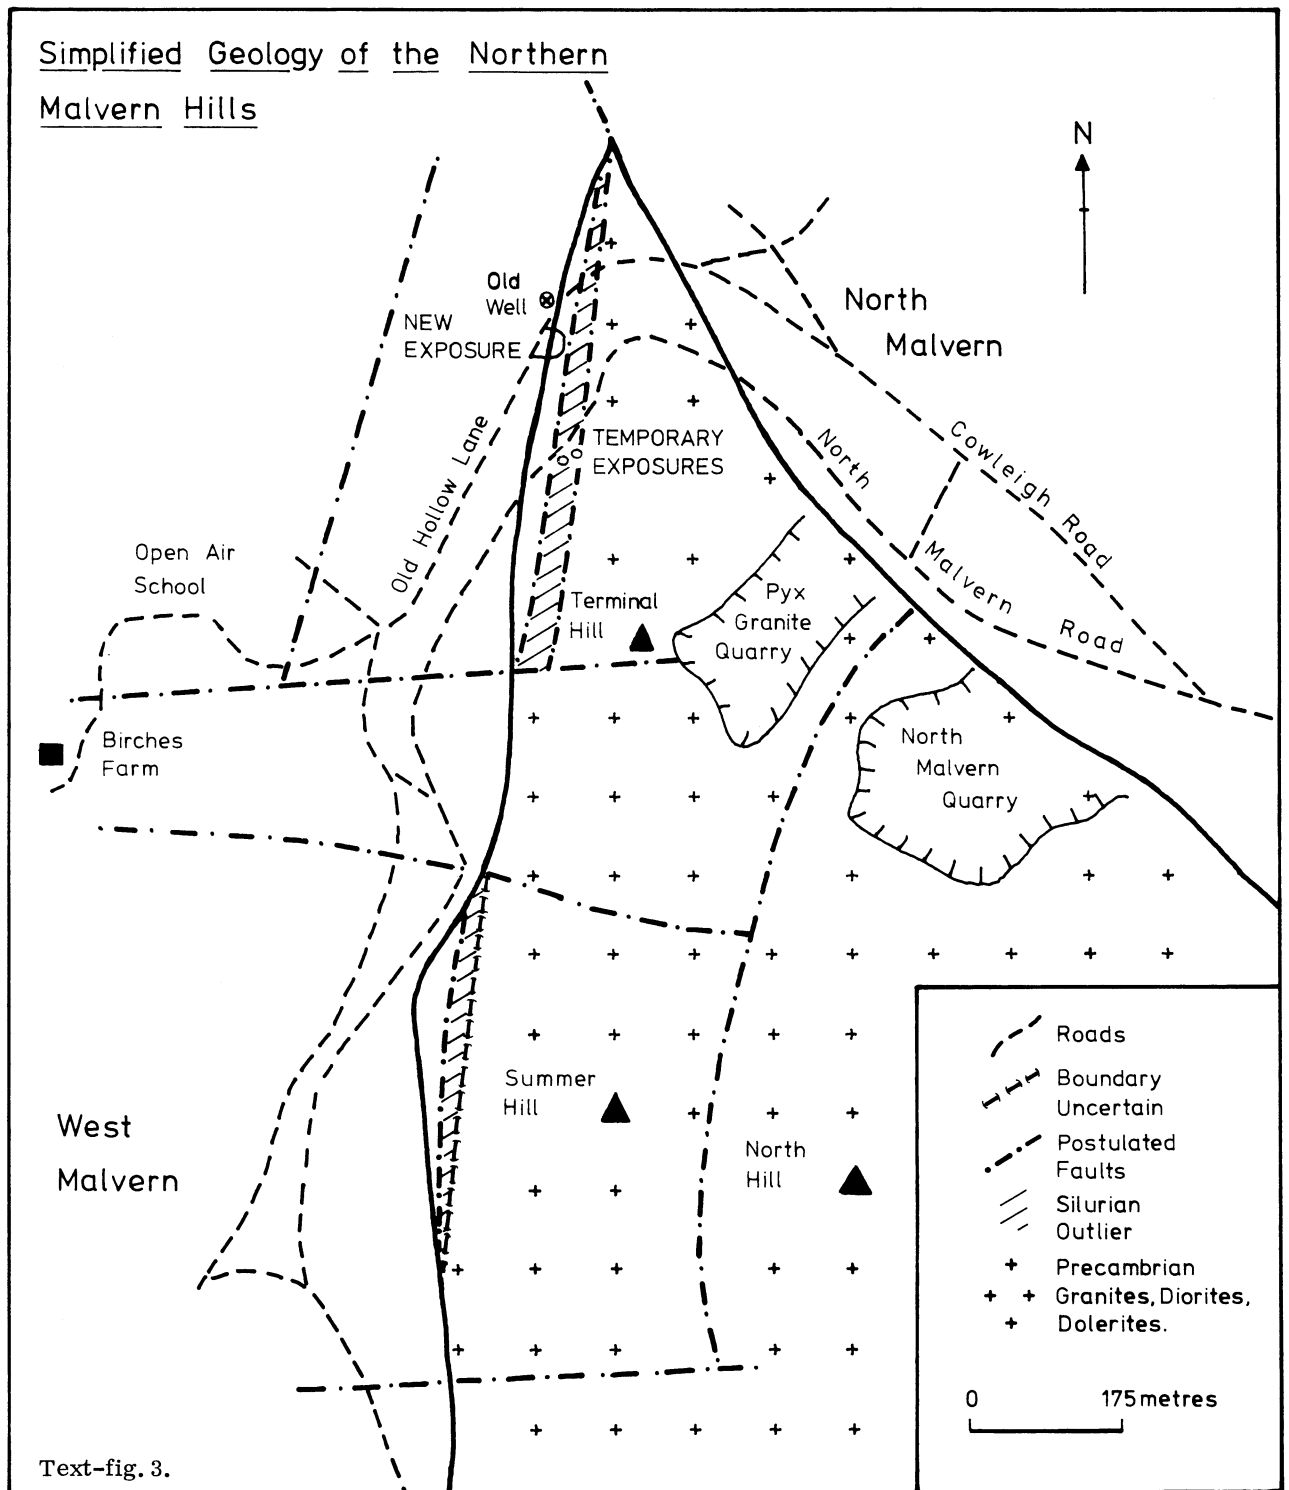 Simplified Geology of the Northern
Malvern Hills
N
Old
Well
NEW
EXPOSURE
North
Malvern
Old Hollow Lane
TEMPORARY
EXPOSURES
North
Malvern
Road
Cowleigh Road
Open Air
School
Terminal
Hill
Pyx
Granite
Quarry
Birches
Farm
North
Malvern
Quarry
Summer
Hill
North
Hill
West
Malvern
Roads
Boundary
Uncertain
Postulated
Faults
Silurian
Outlier
Precambrian
Granites, Diorites,
Dolerites.
0 175 metres
Text-fig. 3.